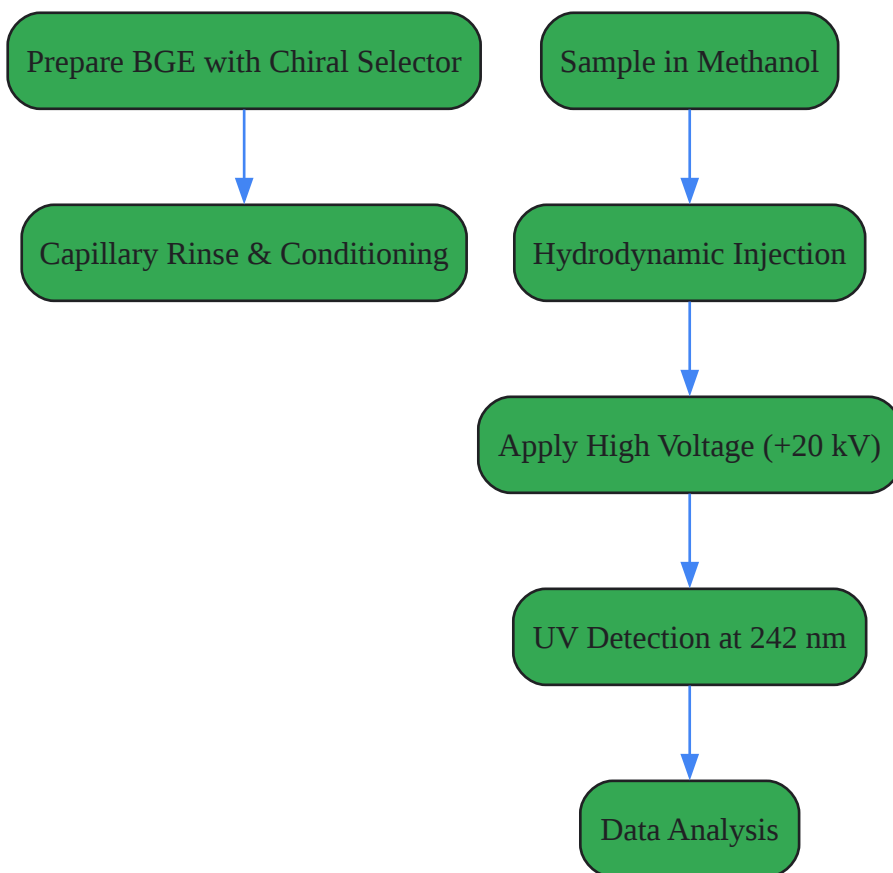 Prepare BGE with Chiral Selector
Sample in Methanol
Capillary Rinse & Conditioning
Hydrodynamic Injection
Apply High Voltage (+20 kV)
UV Detection at 242 nm
Data Analysis